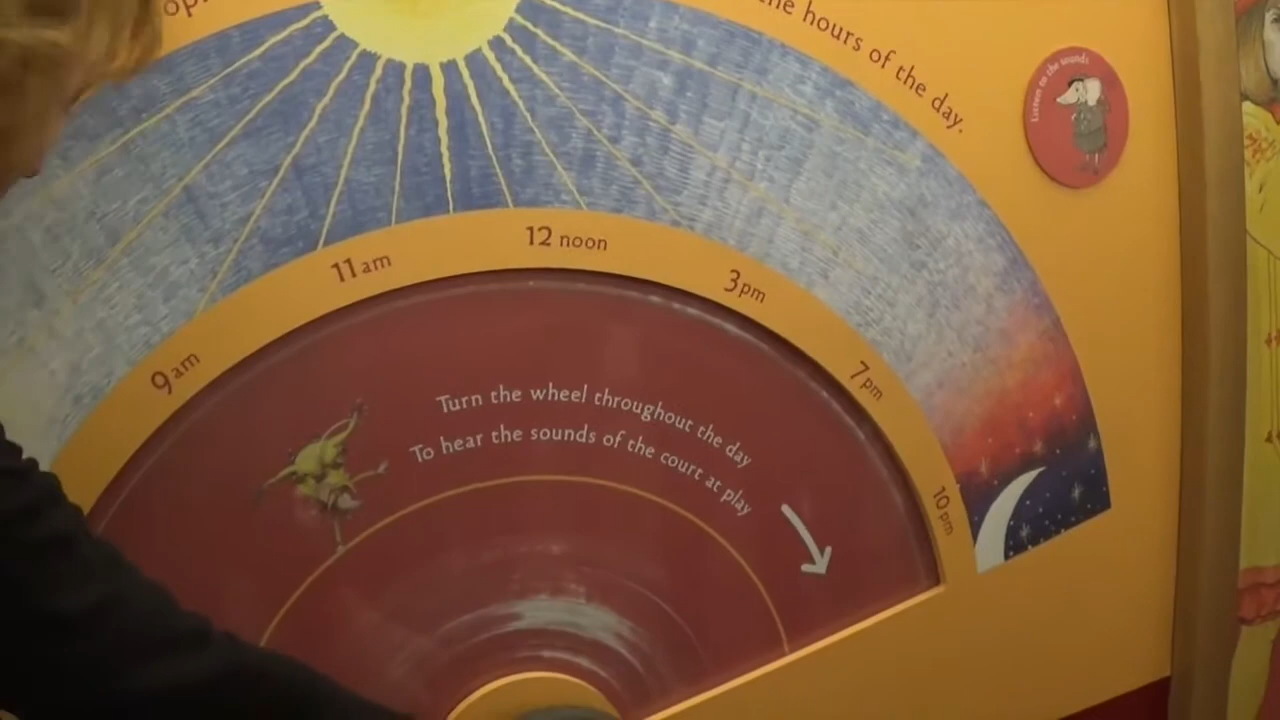 he hours of the day.
Listen to the sounds
9am
11am
12 noon
3pm
7pm
10pm
Turn the wheel throughout the day
To hear the sounds of the court at play